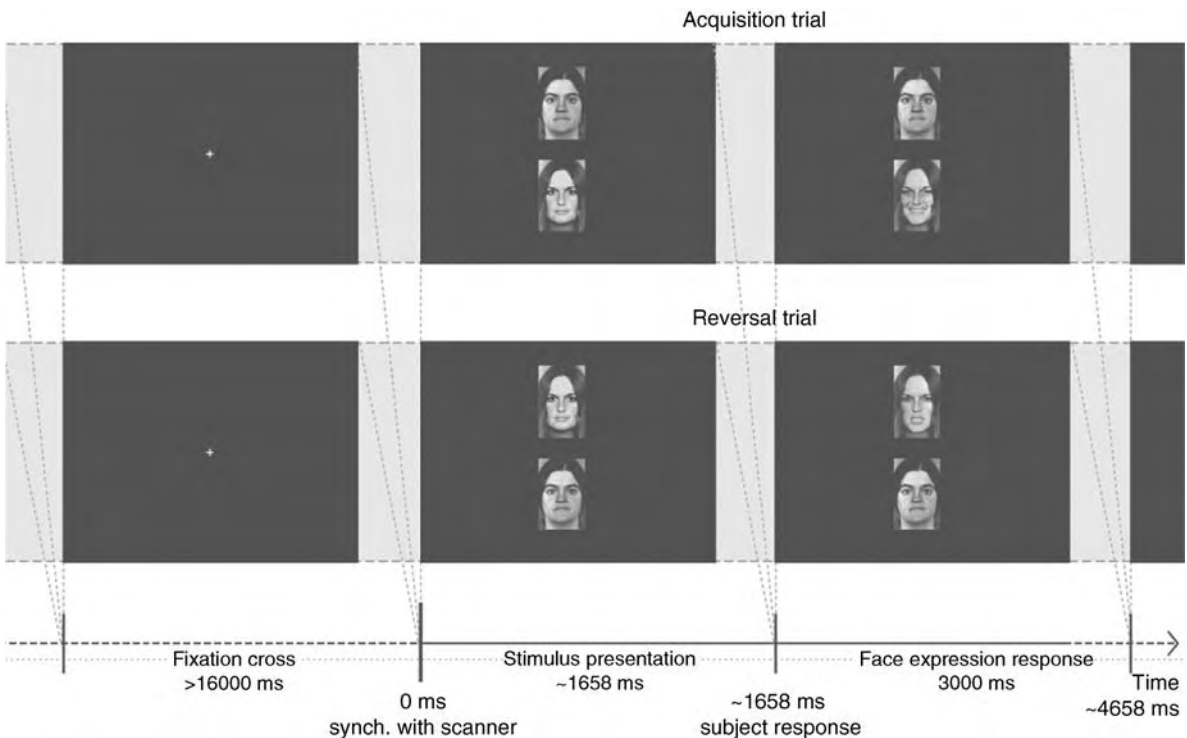 Acquisition trial
Reversal trial
Fixation cross
>16000 ms
Stimulus presentation
~1658 ms
Face expression response
3000 ms
Time
0 ms
synch. with scanner
~1658 ms
subject response
~4658 ms